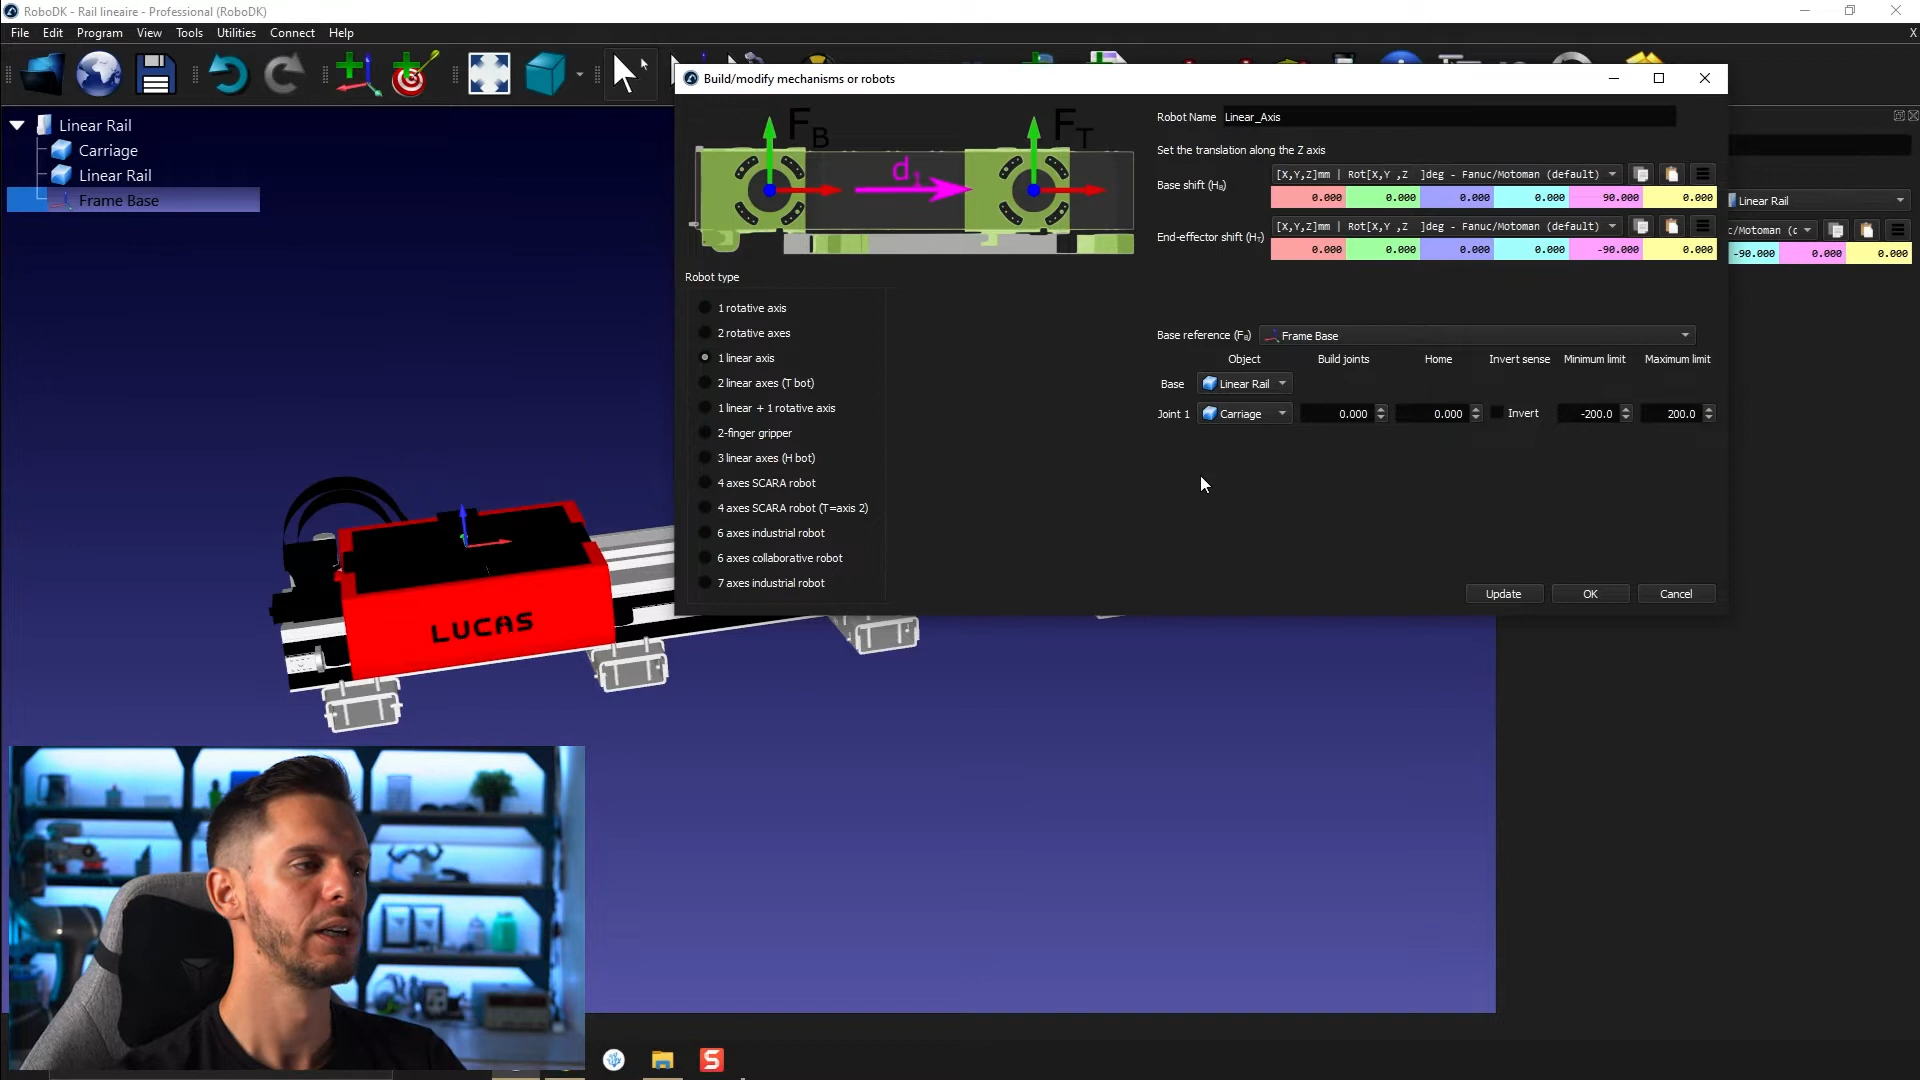 RoboDK - Rail lineaire - Professional (RoboDK)
File Edit Program View Tools Utilities Connect Help
X
Linear Rail
Carriage
Linear Rail
Frame Base
Build/modify mechanisms or robots
FB
FT
d1
Robot Name Linear_Axis
Set the translation along the Z axis
Base shift (HB)
[X,Y,Z]mm | Rot[X,Y ,Z ]deg - Fanuc/Motoman (default)
0.000 0.000 0.000 0.000 90.000 0.000
End-effector shift (HT)
[X,Y,Z]mm | Rot[X,Y ,Z ]deg - Fanuc/Motoman (default)
0.000 0.000 0.000 0.000 -90.000 0.000
Robot type
1 rotative axis
2 rotative axes
1 linear axis
2 linear axes (T bot)
1 linear + 1 rotative axis
2-finger gripper
3 linear axes (H bot)
4 axes SCARA robot
4 axes SCARA robot (T=axis 2)
6 axes industrial robot
6 axes collaborative robot
7 axes industrial robot
Base reference (FB) Frame Base
Object Build joints Home Invert sense Minimum limit Maximum limit
Base Linear Rail
Joint 1 Carriage 0.000 0.000 Invert -200.0 200.0
Update OK Cancel
Linear Rail
c/Motoman (c
-90.000 0.000 0.000
LUCAS
S